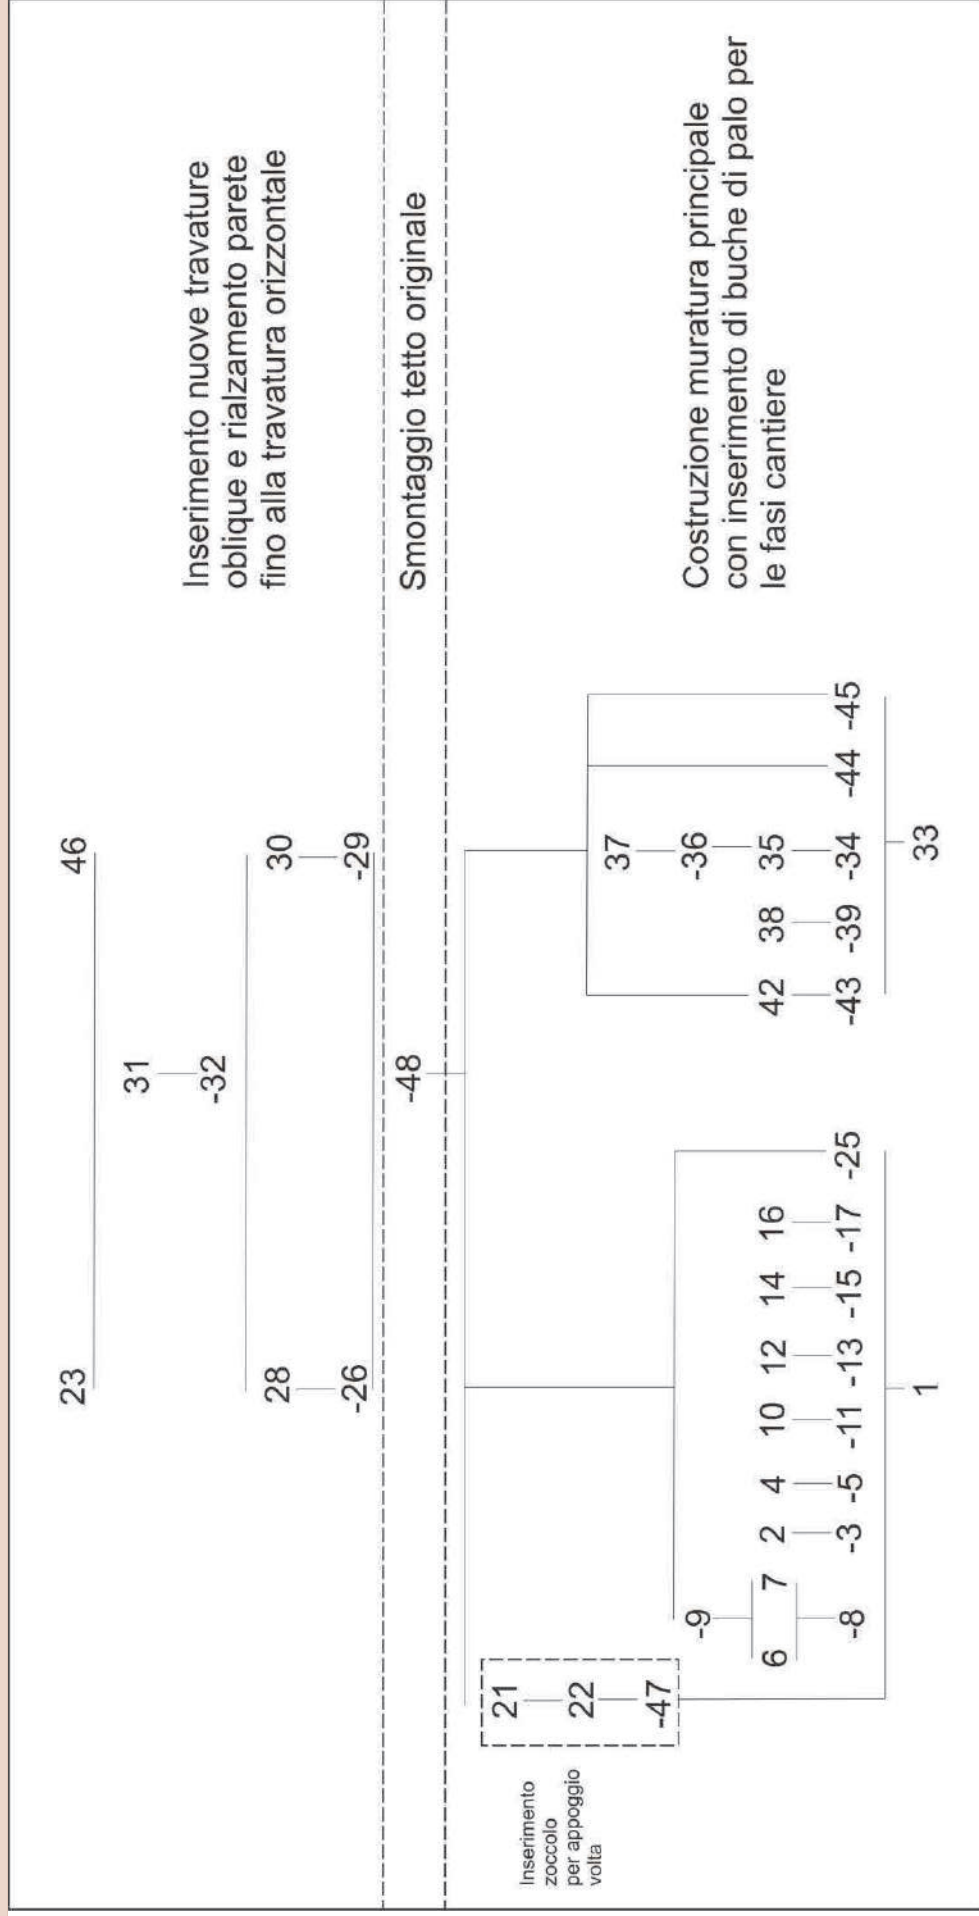 23 46
31
-32
28 30
-26 -29
Inserimento nuove travature
oblique e rialzamento parete
fino alla travatura orizzontale
-48
Smontaggio tetto originale
Inserimento
zoccolo
per appoggio
volta
21
22
-47
37
-9 -36
6 7 2 4 10 12 14 16 42 38 35
-8 -3 -5 -11 -13 -15 -17 -25 -43 -39 -34 -44 -45
1 33
Costruzione muratura principale
con inserimento di buche di palo per
le fasi cantiere